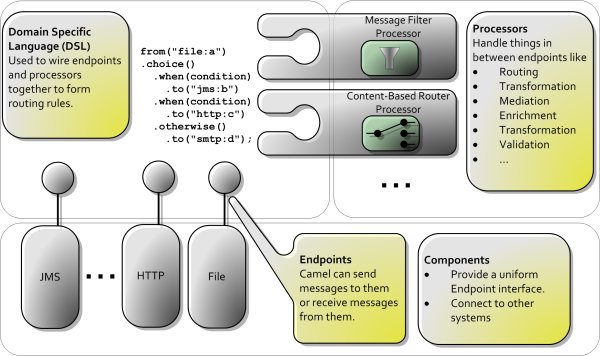 Domain Specific
Language (DSL)
Used to wire endpoints
and processors
together to form
routing rules.
from("file:a")
.choice()
.when(condition)
.to("jms:b")
.when(condition)
.to("http:c")
.otherwise()
.to("smtp:d");
Message Filter
Processor
Content-Based Router
Processor
...
Processors
Handle things in
between endpoints like
• Routing
• Transformation
• Mediation
• Enrichment
• Transformation
• Validation
• ...
JMS
...
HTTP
File
Endpoints
Camel can send
messages to them
or receive messages
from them.
Components
• Provide a uniform
Endpoint interface.
• Connect to other
systems